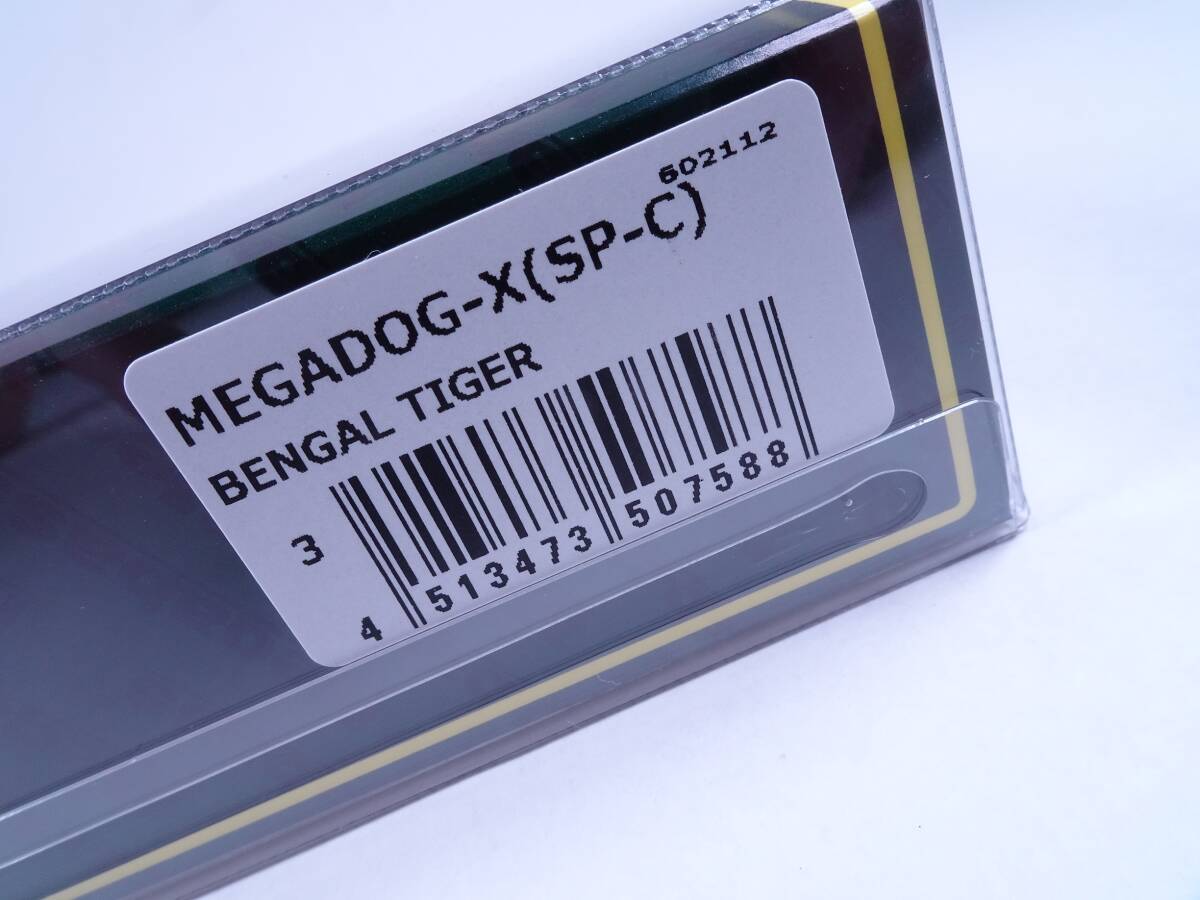 602112
MEGADOG-X(SP-C)
BENGAL TIGER
3
4 513473 507588